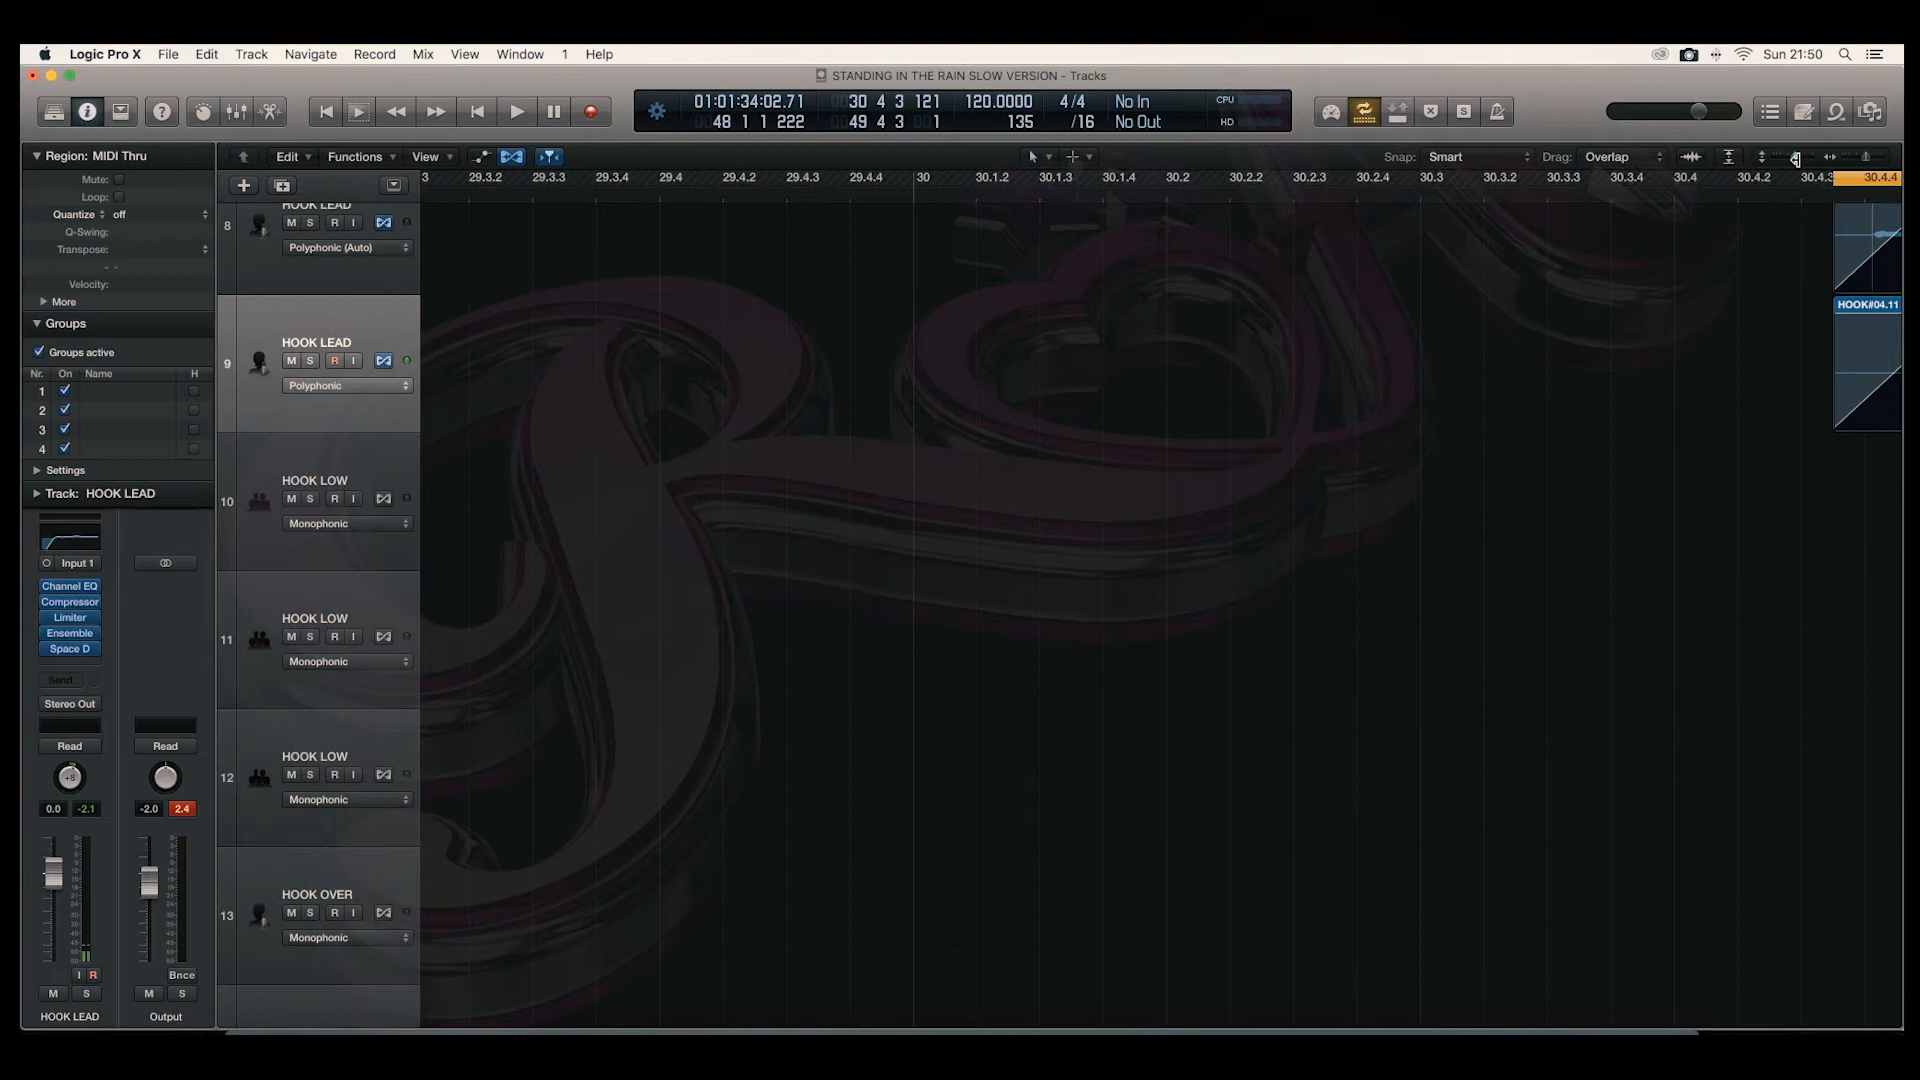 Logic Pro X File Edit Track Navigate Record Mix View Window 1 Help Sun 21:50
STANDING IN THE RAIN SLOW VERSION - Tracks
01:01:34:02.71 30 4 3 121 120.0000 4/4 No In CPU
48 1 1 222 49 4 3 1 135 /16 No Out HD
Region: MIDI Thru
Mute:
Loop:
Quantize off
Q-Swing:
Transpose:
- -
Velocity:
More
Groups
Groups active
Nr. On Name H
1
2
3
4
Settings
Track: HOOK LEAD
Input 1
Channel EQ
Compressor
Limiter
Ensemble
Space D
Send
Stereo Out
Read Read
+8
0.0 -2.1 -2.0 2.4
I R Bnce
M S M S
HOOK LEAD Output
Edit Functions View Snap: Smart Drag: Overlap
3 29.3.2 29.3.3 29.3.4 29.4 29.4.2 29.4.3 29.4.4 30 30.1.2 30.1.3 30.1.4 30.2 30.2.2 30.2.3 30.2.4 30.3 30.3.2 30.3.3 30.3.4 30.4 30.4.2 30.4.3 30.4.4
8 HOOK LEAD
M S R I
Polyphonic (Auto)
9 HOOK LEAD
M S R I
Polyphonic
HOOK#04.11
10 HOOK LOW
M S R I
Monophonic
11 HOOK LOW
M S R I
Monophonic
12 HOOK LOW
M S R I
Monophonic
13 HOOK OVER
M S R I
Monophonic